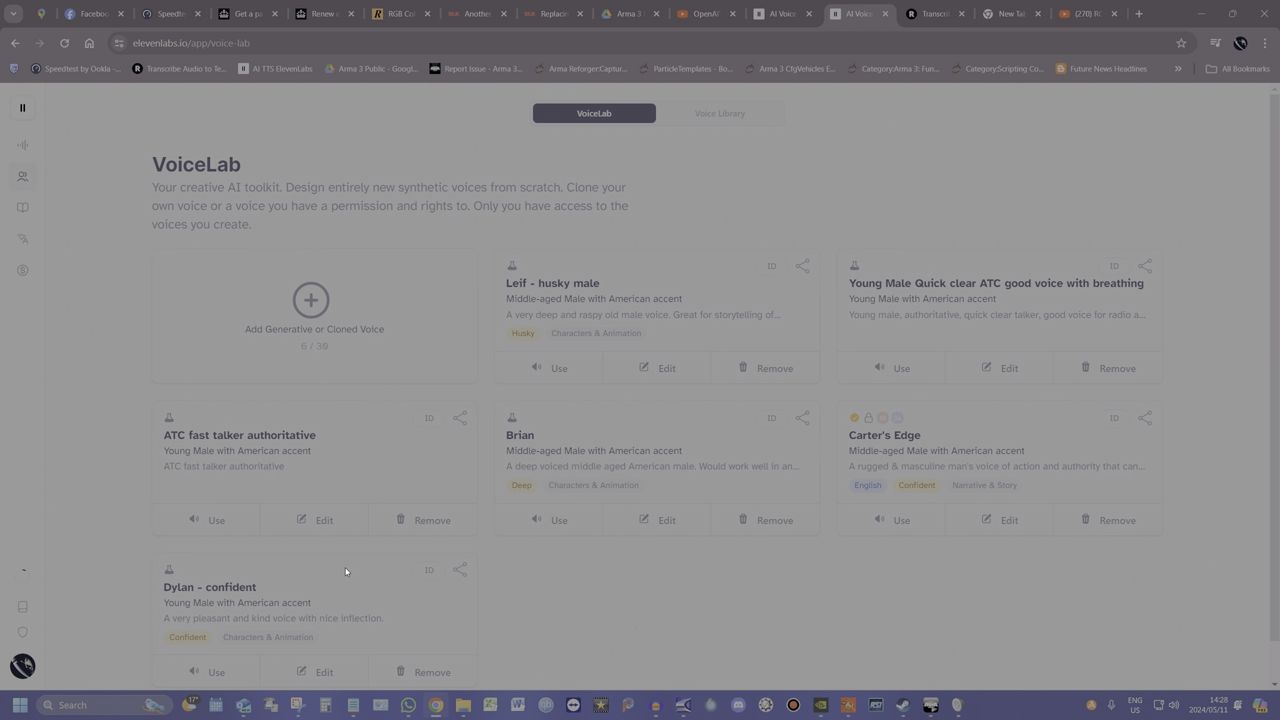 Faceboo
Speedte
Get a pa
Renew c
RGB Col
Another
Replacin
Arma 3
OpenAI
AI Voice
AI Voice
Transcri
New Tab
(270) RO
elevenlabs.io/app/voice-lab
Speedtest by Ookla -...
Transcribe Audio to Te...
AI TTS ElevenLabs
Arma 3 Public - Googl...
Report Issue - Arma 3...
Arma Reforger:Captur...
ParticleTemplates - Bo...
Arma 3 CfgVehicles E...
Category:Arma 3: Fun...
Category:Scripting Co...
Future News Headlines
»
All Bookmarks
VoiceLab
Voice Library
VoiceLab
Your creative AI toolkit. Design entirely new synthetic voices from scratch. Clone your
own voice or a voice you have a permission and rights to. Only you have access to the
voices you create.
Add Generative or Cloned Voice
6 / 30
ID
Leif - husky male
Middle-aged Male with American accent
A very deep and raspy old male voice. Great for storytelling of...
Husky
Characters & Animation
Use
Edit
Remove
ID
Young Male Quick clear ATC good voice with breathing
Young Male with American accent
Young male, authoritative, quick clear talker, good voice for radio a...
Use
Edit
Remove
ID
ATC fast talker authoritative
Young Male with American accent
ATC fast talker authoritative
Use
Edit
Remove
ID
Brian
Middle-aged Male with American accent
A deep voiced middle aged American male. Would work well in an...
Deep
Characters & Animation
Use
Edit
Remove
ID
Carter's Edge
Middle-aged Male with American accent
A rugged & masculine man's voice of action and authority that can...
English
Confident
Narrative & Story
Use
Edit
Remove
ID
Dylan - confident
Young Male with American accent
A very pleasant and kind voice with nice inflection.
Confident
Characters & Animation
Use
Edit
Remove
Search
17°
ENG
US
14:28
2024/05/11